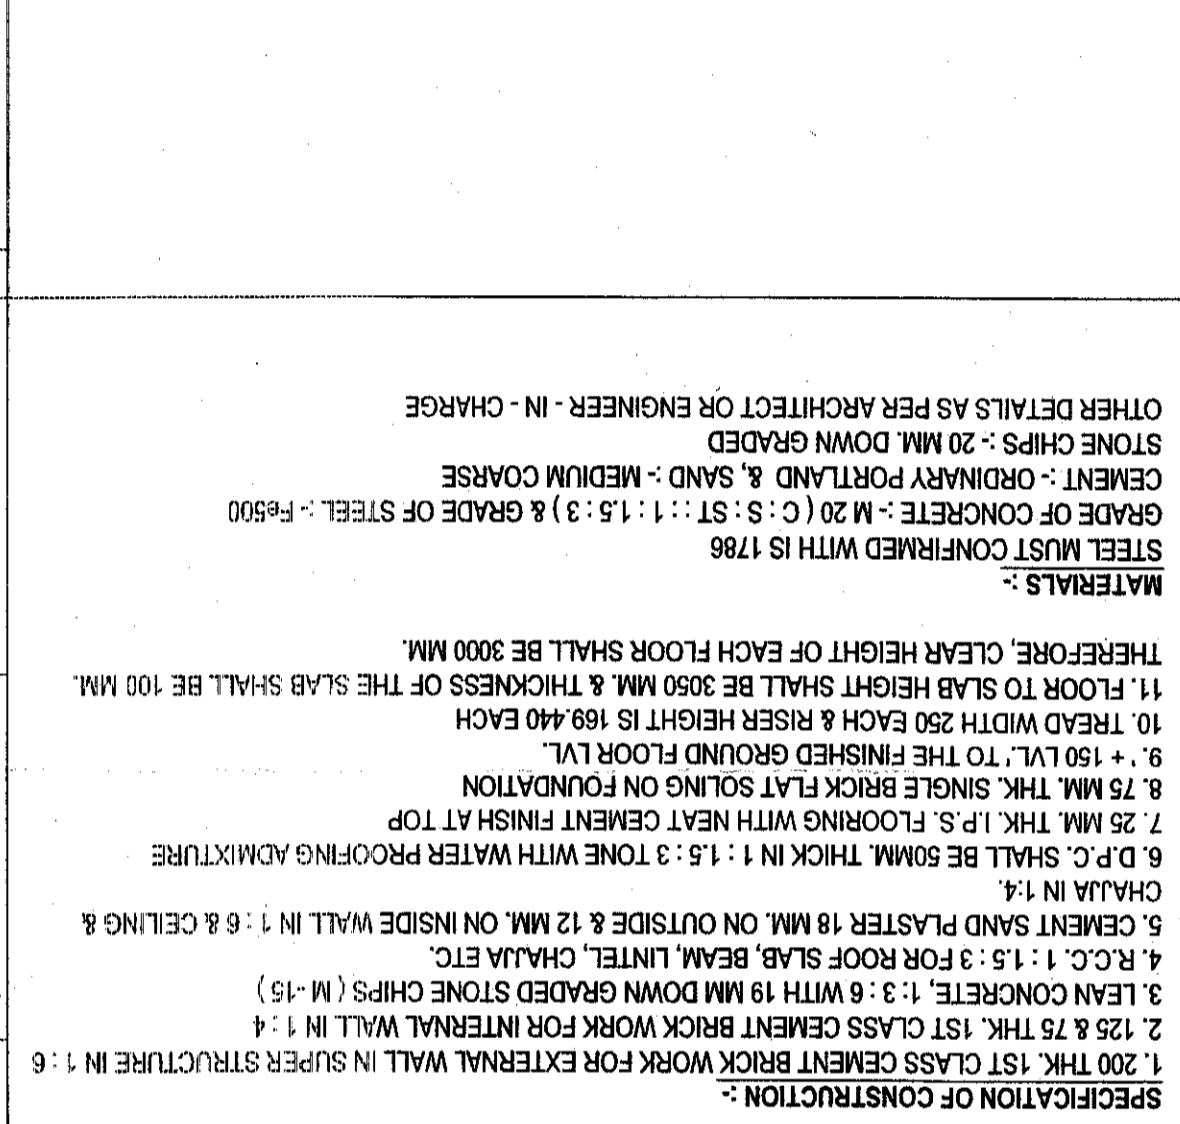 SPECIFICATION OF CONSTRUCTION :-
1. 200 THK. 1ST CLASS CEMENT BRICK WORK FOR EXTERNAL WALL IN SUPER STRUCTURE IN 1 : 6
2. 125 & 75 THK. 1ST CLASS CEMENT BRICK WORK FOR INTERNAL WALL IN 1 : 4
3. LEAN CONCRETE, 1: 3 : 6 WITH 19 MM DOWN GRADED STONE CHIPS ( M -15 )
4. R.C.C. 1 : 1.5 : 3 FOR ROOF SLAB, BEAM, LINTEL, CHAJJA ETC.
5. CEMENT SAND PLASTER 18 MM. ON OUTSIDE & 12 MM. ON INSIDE WALL IN 1 : 6 & CEILING &
CHAJJA IN 1:4.
6. D.P.C. SHALL BE 50MM. THICK IN 1 : 1.5 : 3 TONE WITH WATER PROOFING ADMIXTURE
7. 25 MM. THK. I.P.S. FLOORING WITH NEAT CEMENT FINISH AT TOP
8. 75 MM. THK. SINGLE BRICK FLAT SOLING ON FOUNDATION
9. ' + 150 LVL.' TO THE FINISHED GROUND FLOOR LVL.
10. TREAD WIDTH 250 EACH & RISER HEIGHT IS 169.440 EACH
11. FLOOR TO SLAB HEIGHT SHALL BE 3050 MM. & THICKNESS OF THE SLAB SHALL BE 100 MM.
THEREFORE, CLEAR HEIGHT OF EACH FLOOR SHALL BE 3000 MM.
MATERIALS :-
STEEL MUST CONFIRMED WITH IS 1786
GRADE OF CONCRETE :- M 20 ( C : S : ST : : 1 : 1.5 : 3 ) & GRADE OF STEEL :- Fe500
CEMENT :- ORDINARY PORTLAND &, SAND :- MEDIUM COARSE
STONE CHIPS :- 20 MM. DOWN GRADED
OTHER DETAILS AS PER ARCHITECT OR ENGINEER - IN - CHARGE